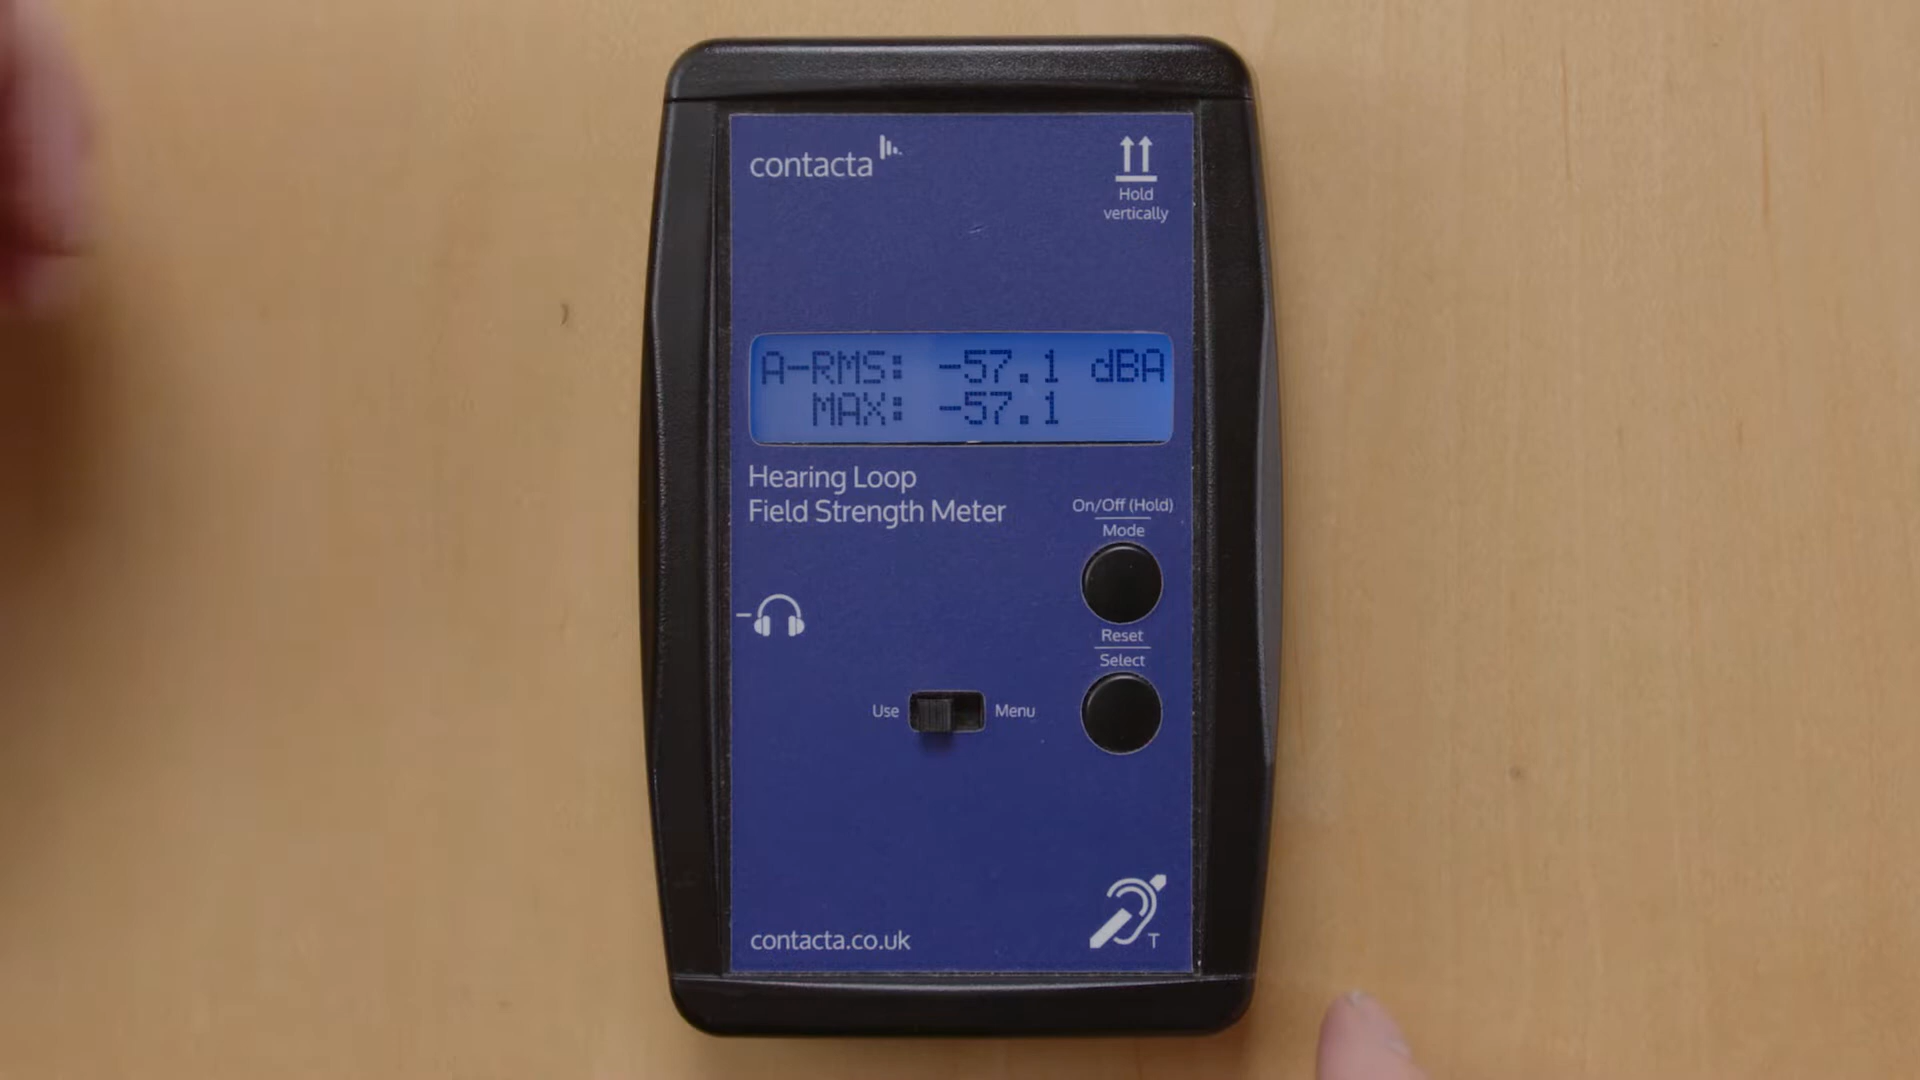 contacta
Hold
vertically
A-RMS: -57.1 dBA
MAX: -57.1
Hearing Loop
Field Strength Meter
On/Off (Hold)
Mode
Reset
Select
Use
Menu
contacta.co.uk
T